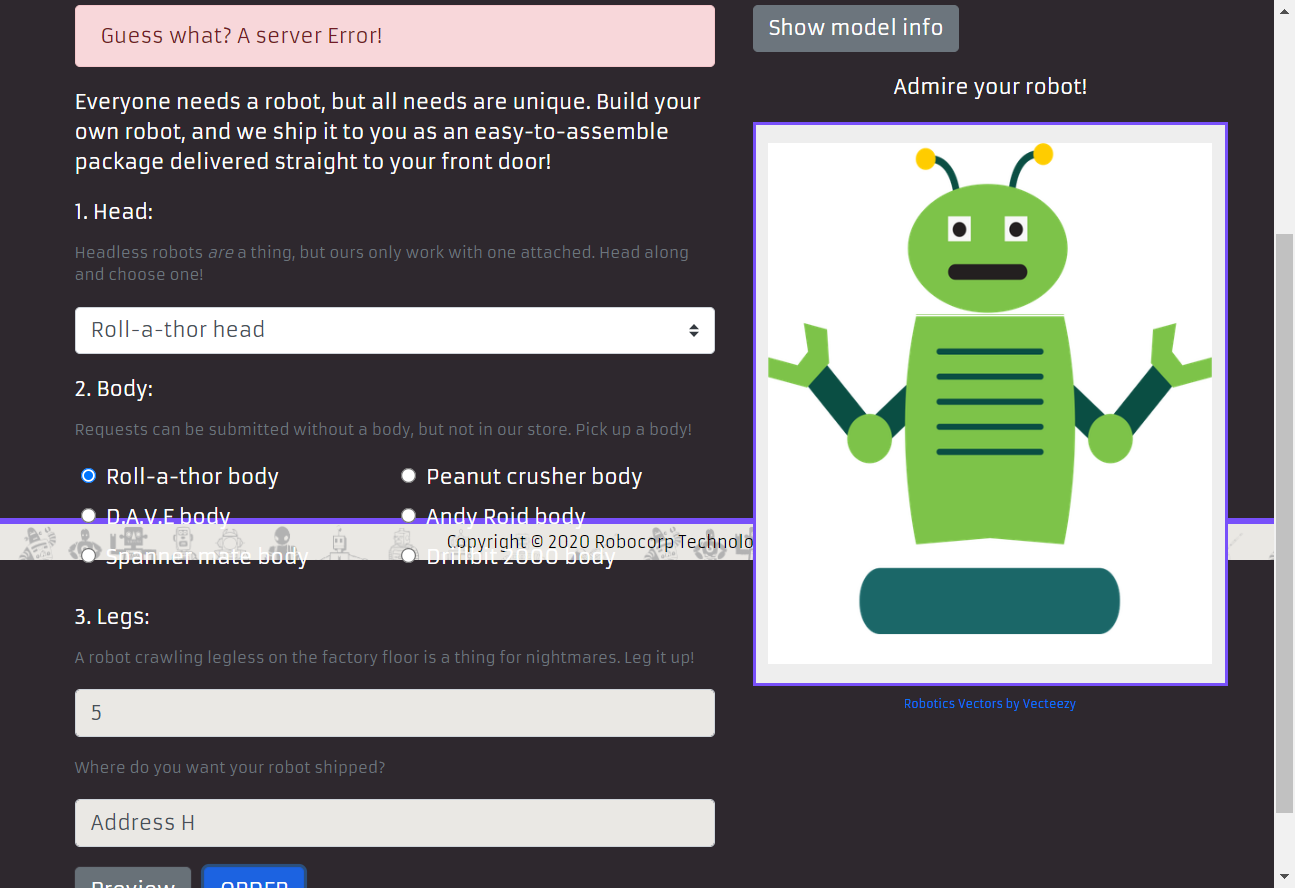 Guess what? A server Error!
Everyone needs a robot, but all needs are unique. Build your
own robot, and we ship it to you as an easy-to-assemble
package delivered straight to your front door!
1. Head:
Headless robots are a thing, but ours only work with one attached. Head along
and choose one!
Roll-a-thor head
2. Body:
Requests can be submitted without a body, but not in our store. Pick up a body!
Roll-a-thor body
Peanut crusher body
D.A.V.E body
Andy Roid body
Copyright © 2020 Robocorp Technolo
Spanner mate body
Drillbit 2000 body
3. Legs:
A robot crawling legless on the factory floor is a thing for nightmares. Leg it up!
5
Where do you want your robot shipped?
Address H
Preview
ORDER
Show model info
Admire your robot!
Robotics Vectors by Vecteezy